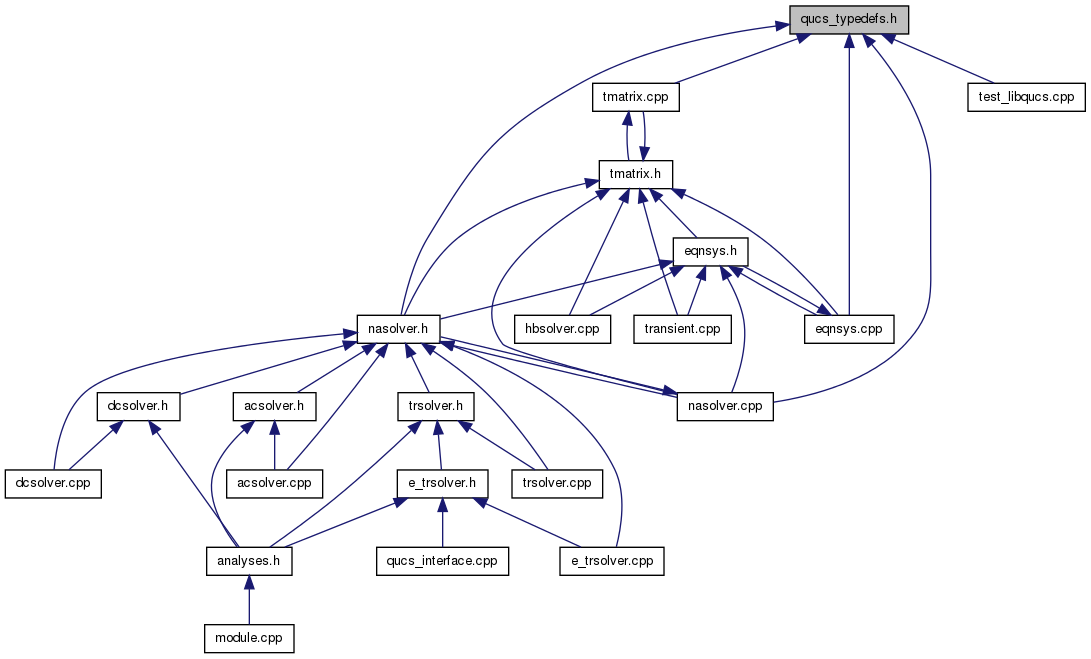 qucs_typedefs.h
tmatrix.cpp
test_libqucs.cpp
tmatrix.h
eqnsys.h
nasolver.h
hbsolver.cpp
transient.cpp
eqnsys.cpp
dcsolver.h
acsolver.h
trsolver.h
nasolver.cpp
dcsolver.cpp
acsolver.cpp
e_trsolver.h
trsolver.cpp
analyses.h
qucs_interface.cpp
e_trsolver.cpp
module.cpp